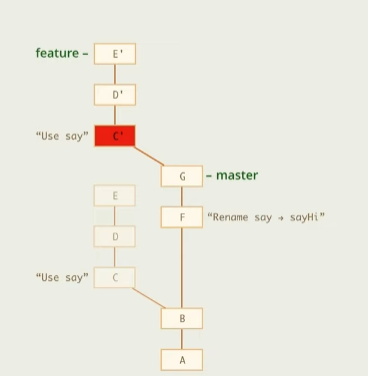 feature – E'
D'
“Use say” C'
G – master
E
F “Rename say → sayHi”
D
“Use say” C
B
A